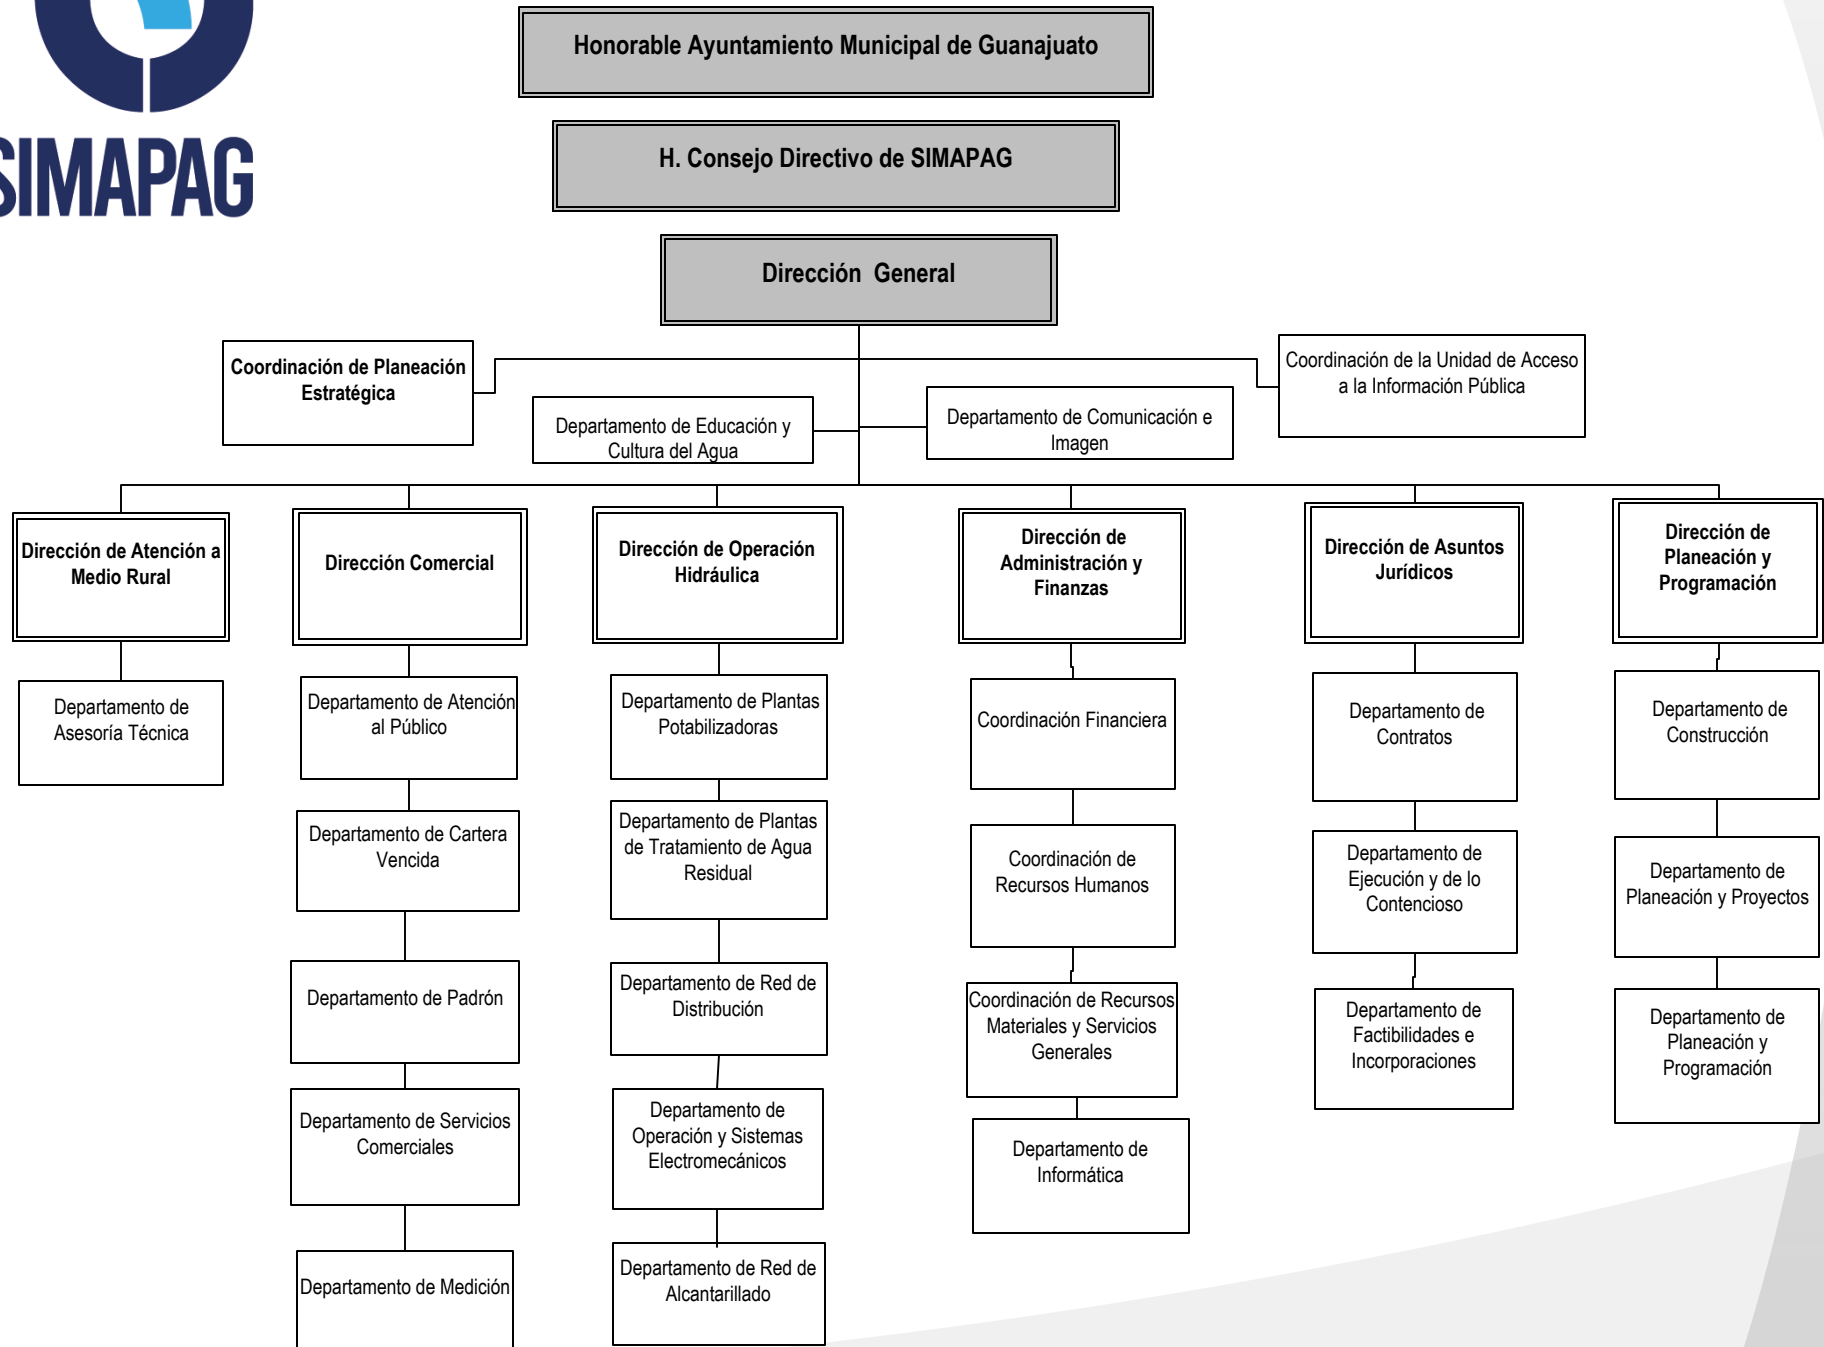 SIMAPAG
Honorable Ayuntamiento Municipal de Guanajuato
H. Consejo Directivo de SIMAPAG
Dirección General
Coordinación de Planeación
Estratégica
Coordinación de la Unidad de Acceso
a la Información Pública
Departamento de Educación y
Cultura del Agua
Departamento de Comunicación e
Imagen
Dirección de Atención a
Medio Rural
Dirección Comercial
Dirección de Operación
Hidráulica
Dirección de
Administración y
Finanzas
Dirección de Asuntos
Jurídicos
Dirección de
Planeación y
Programación
Departamento de
Asesoría Técnica
Departamento de Atención
al Público
Departamento de Plantas
Potabilizadoras
Coordinación Financiera
Departamento de
Contratos
Departamento de
Construcción
Departamento de Cartera
Vencida
Departamento de Plantas
de Tratamiento de Agua
Residual
Coordinación de
Recursos Humanos
Departamento de
Ejecución y de lo
Contencioso
Departamento de
Planeación y Proyectos
Departamento de Padrón
Departamento de Red de
Distribución
Coordinación de Recursos
Materiales y Servicios
Generales
Departamento de
Factibilidades e
Incorporaciones
Departamento de
Planeación y
Programación
Departamento de Servicios
Comerciales
Departamento de
Operación y Sistemas
Electromecánicos
Departamento de
Informática
Departamento de Medición
Departamento de Red de
Alcantarillado